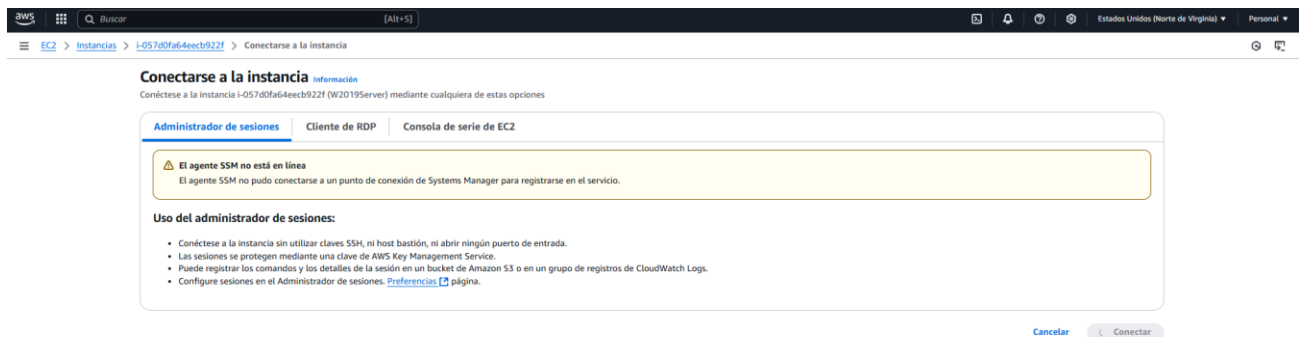 aws Buscar [Alt+S] Estados Unidos (Norte de Virginia) Personal
EC2 > Instancias > i-057d0fa64eecb922f > Conectarse a la instancia
Conectarse a la instancia Información
Conéctese a la instancia i-057d0fa64eecb922f (W2019Server) mediante cualquiera de estas opciones
Administrador de sesiones Cliente de RDP Consola de serie de EC2
El agente SSM no está en línea
El agente SSM no pudo conectarse a un punto de conexión de Systems Manager para registrarse en el servicio.
Uso del administrador de sesiones:
• Conéctese a la instancia sin utilizar claves SSH, ni host bastión, ni abrir ningún puerto de entrada.
• Las sesiones se protegen mediante una clave de AWS Key Management Service.
• Puede registrar los comandos y los detalles de la sesión en un bucket de Amazon S3 o en un grupo de registros de CloudWatch Logs.
• Configure sesiones en el Administrador de sesiones. Preferencias página.
Cancelar Conectar